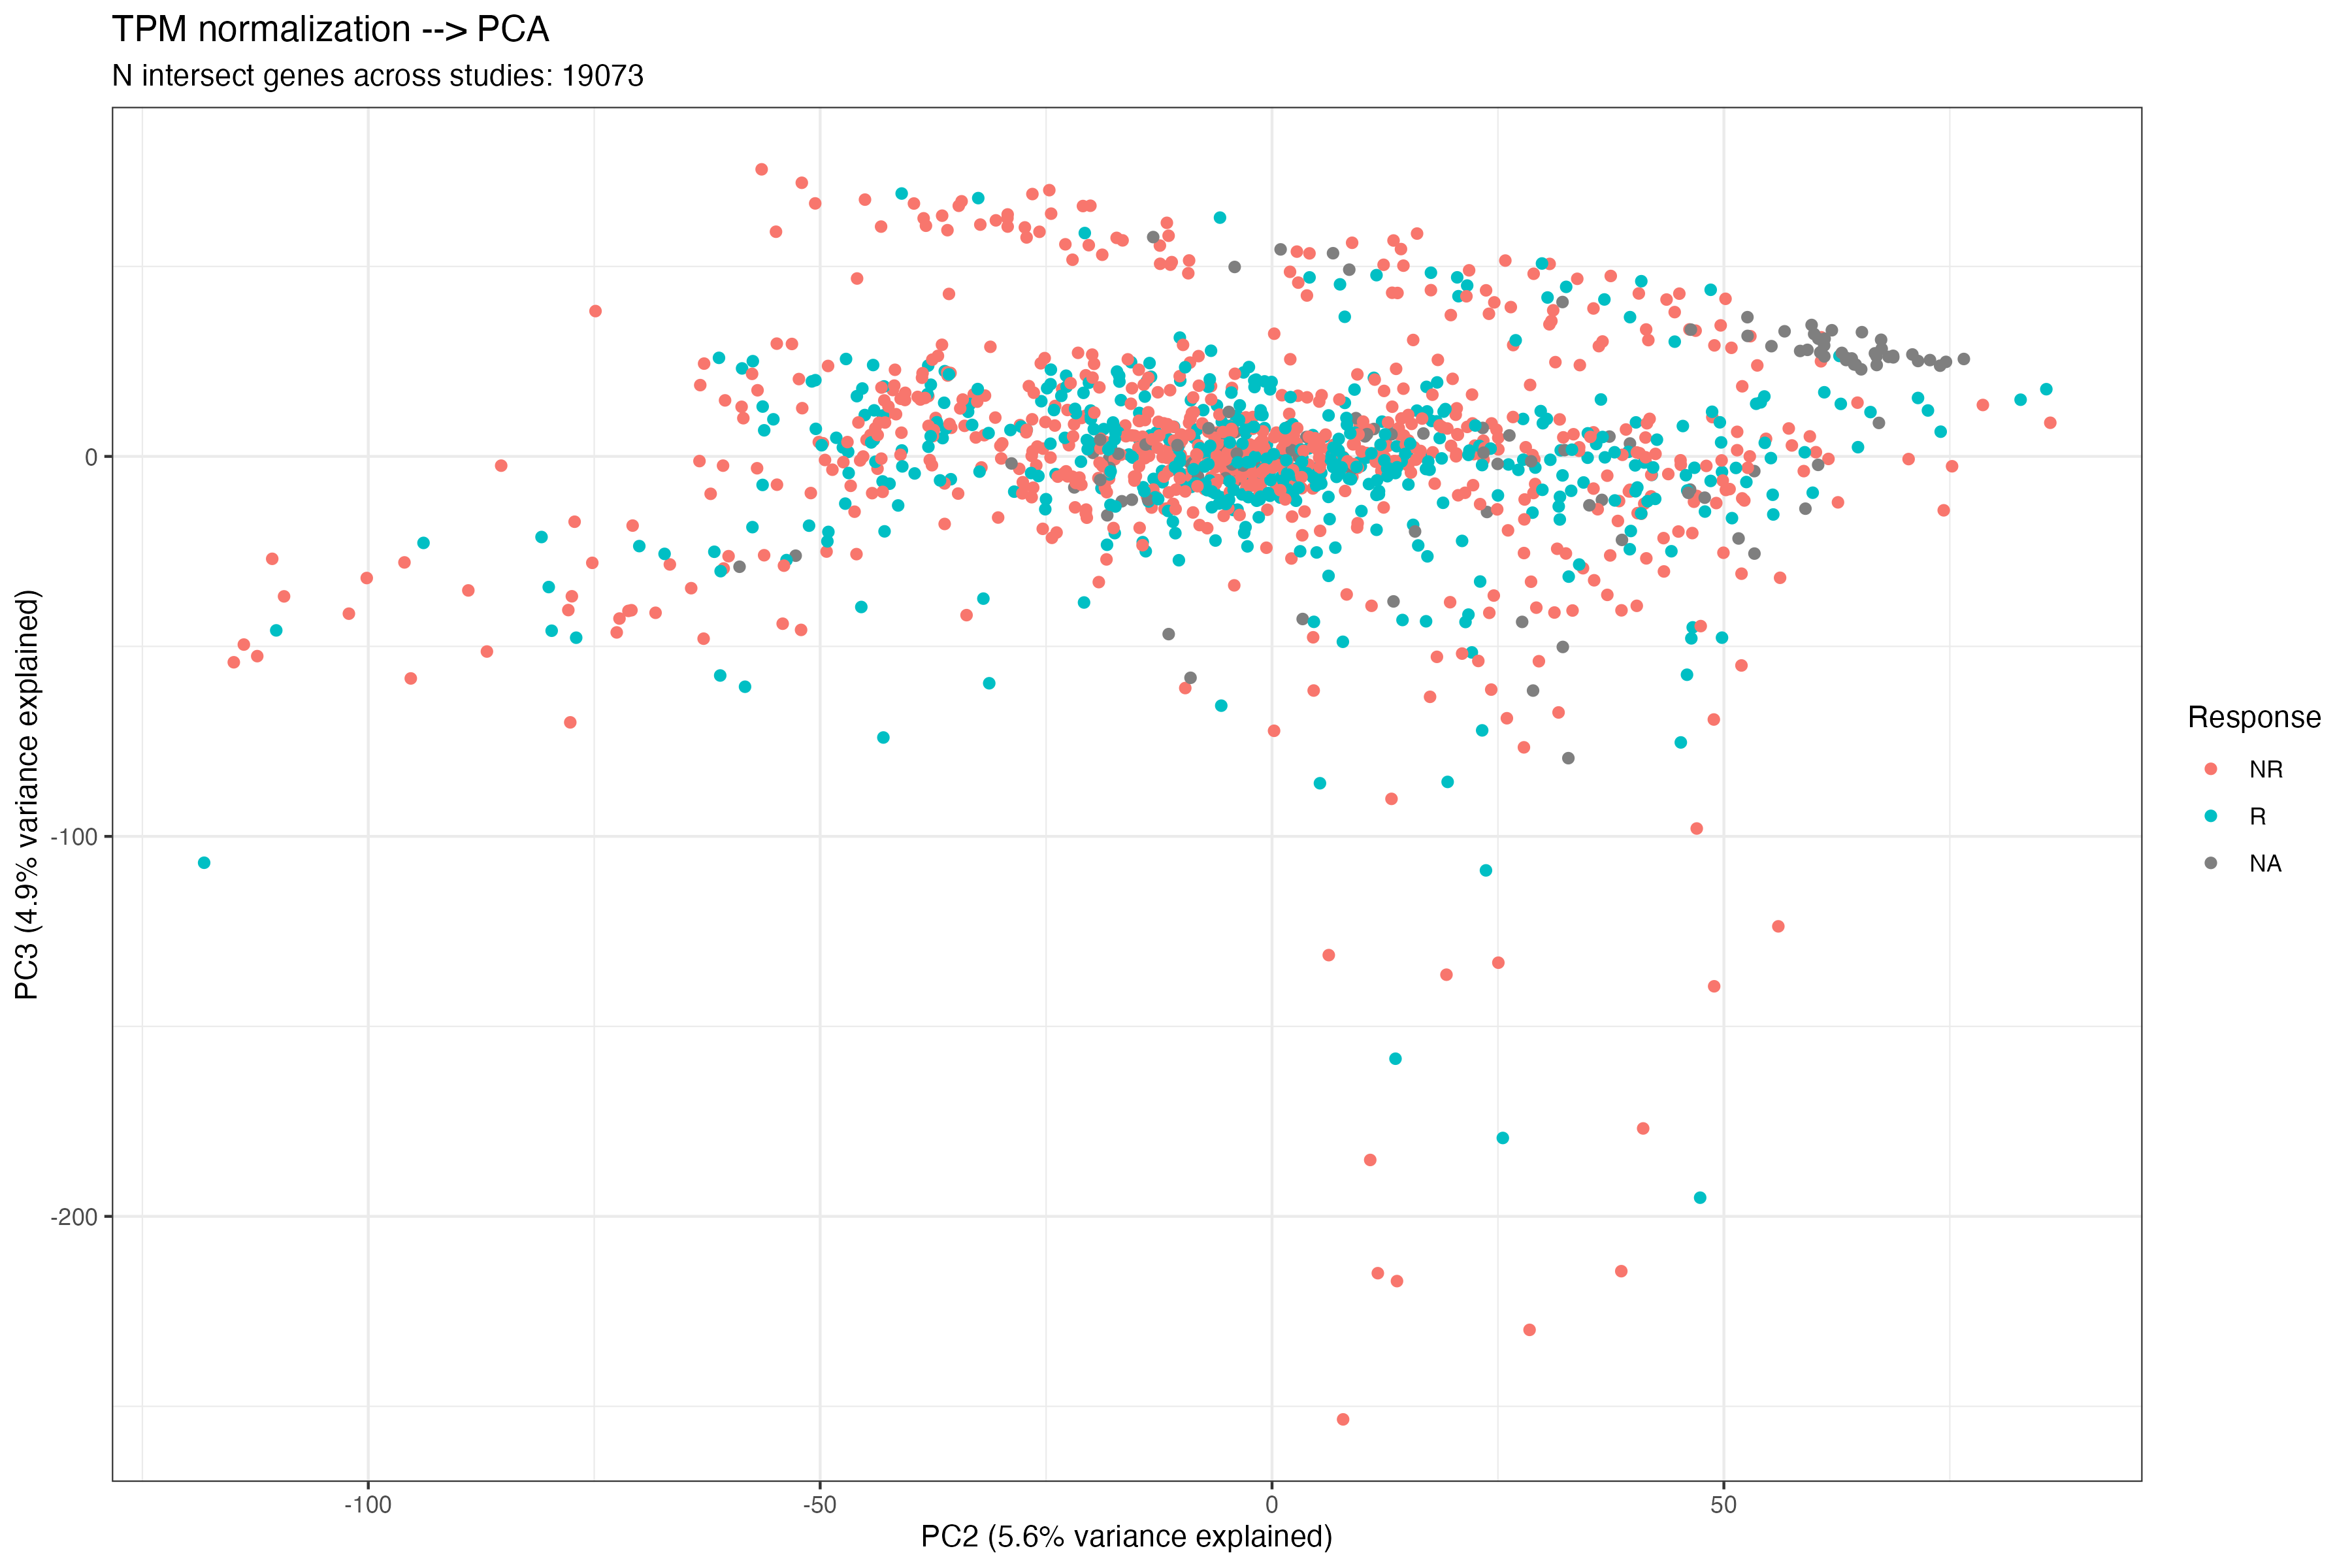 TPM normalization --> PCA
N intersect genes across studies: 19073
PC3 (4.9% variance explained)
0
-100
-200
-100
-50
0
50
PC2 (5.6% variance explained)
Response
NR
R
NA